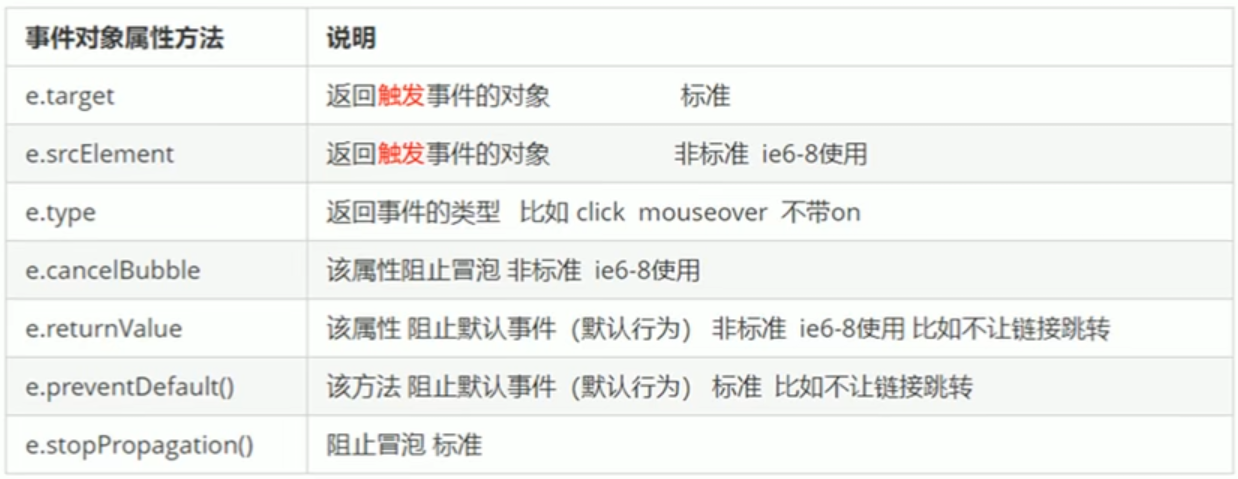 事件对象属性方法 说明
e.target 返回触发事件的对象 标准
e.srcElement 返回触发事件的对象 非标准 ie6-8使用
e.type 返回事件的类型 比如 click mouseover 不带on
e.cancelBubble 该属性阻止冒泡 非标准 ie6-8使用
e.returnValue 该属性 阻止默认事件（默认行为） 非标准 ie6-8使用 比如不让链接跳转
e.preventDefault() 该方法 阻止默认事件（默认行为） 标准 比如不让链接跳转
e.stopPropagation() 阻止冒泡 标准